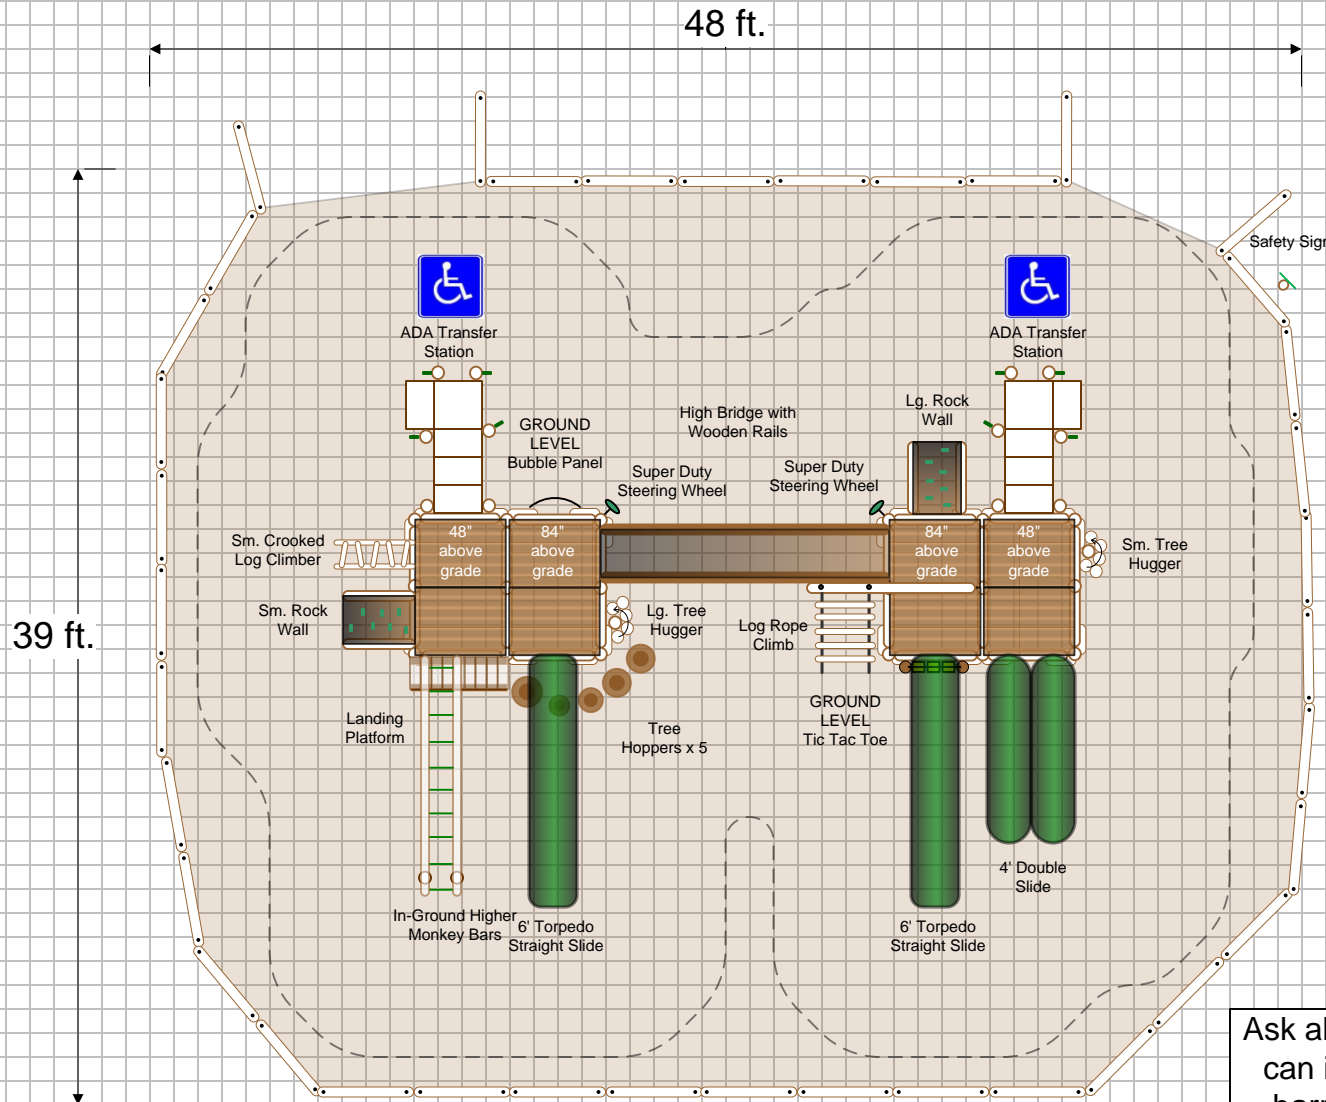 48 ft.
Safety Sign
ADA Transfer
Station
ADA Transfer
Station
Lg. Rock
Wall
High Bridge with
Wooden Rails
GROUND
LEVEL
Bubble Panel
Super Duty
Steering Wheel
Super Duty
Steering Wheel
48"
above
grade
84"
above
grade
84"
above
grade
48"
above
grade
Sm. Crooked
Log Climber
Sm. Tree
Hugger
Sm. Rock
Wall
39 ft.
Lg. Tree
Hugger
Log Rope
Climb
GROUND
LEVEL
Tic Tac Toe
Landing
Platform
Tree
Hoppers x 5
4' Double
Slide
In-Ground Higher
Monkey Bars
6' Torpedo
Straight Slide
6' Torpedo
Straight Slide
Ask
can